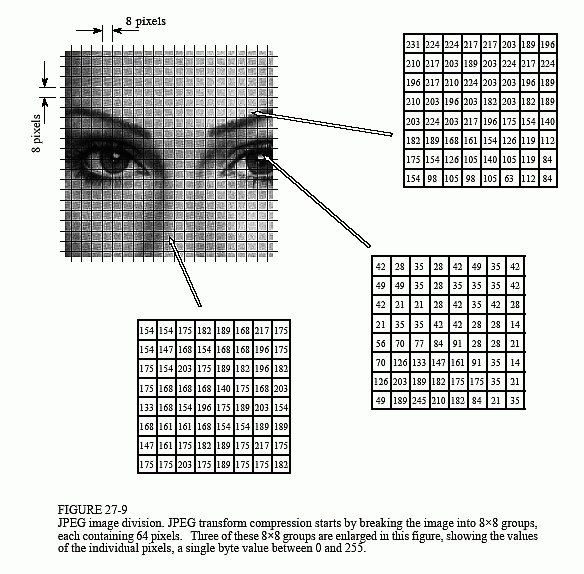 8 pixels
8 pixels
231 224 224 217 217 203 189 196
210 217 203 189 203 224 217 224
196 217 210 224 203 203 196 189
210 203 196 203 182 203 182 189
203 224 203 217 196 175 154 140
182 189 168 161 154 126 119 112
175 154 126 105 140 105 119 84
154 98 105 98 105 63 112 84
42 28 35 28 42 49 35 42
49 49 35 28 35 35 35 42
42 21 21 28 42 35 42 28
21 35 35 42 42 28 28 14
56 70 77 84 91 28 28 21
70 126 133 147 161 91 35 14
126 203 189 182 175 175 35 21
49 189 245 210 182 84 21 35
154 154 175 182 189 168 217 175
154 147 168 154 168 168 196 175
175 154 203 175 189 182 196 182
175 168 168 168 140 175 168 203
133 168 154 196 175 189 203 154
168 161 161 168 154 154 189 189
147 161 175 182 189 175 217 175
175 175 203 175 189 175 175 182
FIGURE 27-9
JPEG image division. JPEG transform compression starts by breaking the image into 8×8 groups,
each containing 64 pixels. Three of these 8×8 groups are enlarged in this figure, showing the values
of the individual pixels, a single byte value between 0 and 255.